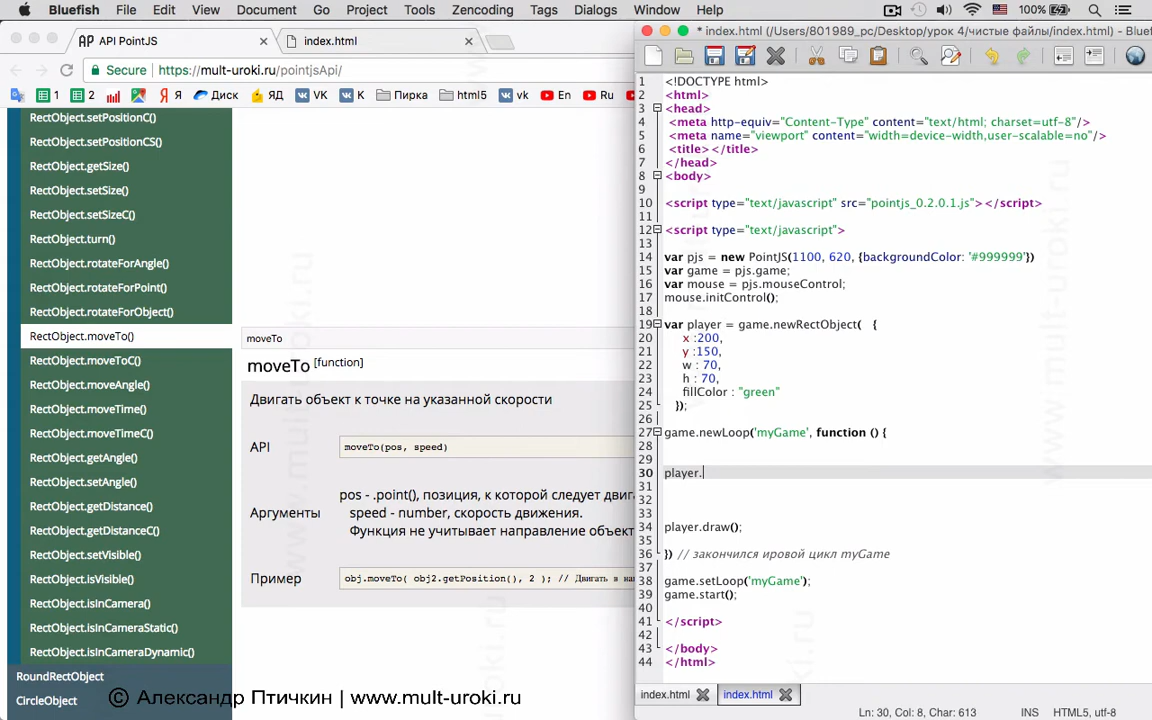 Bluefish File Edit View Document Go Project Tools Zencoding Tags Dialogs Window Help 100%
API PointJS
index.html
Secure https://mult-uroki.ru/pointjsApi/
1 2 Я Диск ЯД VK K Пирка html5 vk En Ru
RectObject.setPositionC()
RectObject.setPositionCS()
RectObject.getSize()
RectObject.setSize()
RectObject.setSizeC()
RectObject.turn()
RectObject.rotateForAngle()
RectObject.rotateForPoint()
RectObject.rotateForObject()
RectObject.moveTo()
RectObject.moveToC()
RectObject.moveAngle()
RectObject.moveTime()
RectObject.moveTimeC()
RectObject.getAngle()
RectObject.setAngle()
RectObject.getDistance()
RectObject.getDistanceC()
RectObject.setVisible()
RectObject.isVisible()
RectObject.isInCamera()
RectObject.isInCameraStatic()
RectObject.isInCameraDynamic()
RoundRectObject
CircleObject
moveTo
moveTo [function]
Двигать объект к точке на указанной скорости
API
moveTo(pos, speed)
Аргументы
pos - .point(), позиция, к которой следует двига
speed - number, скорость движения.
Функция не учитывает направление объект
Пример
obj.moveTo( obj2.getPosition(), 2 ); // Двигать в на
© Александр Птичкин | www.mult-uroki.ru
* index.html (/Users/801989_pc/Desktop/урок 4/чистые файлы/index.html) - Bluef
1 <!DOCTYPE html>
2 <html>
3 <head>
4 <meta http-equiv="Content-Type" content="text/html; charset=utf-8"/>
5 <meta name="viewport" content="width=device-width,user-scalable=no"/>
6 <title></title>
7 </head>
8 <body>
9
10 <script type="text/javascript" src="pointjs_0.2.0.1.js"></script>
11
12 <script type="text/javascript">
13
14 var pjs = new PointJS(1100, 620, {backgroundColor: '#999999'})
15 var game = pjs.game;
16 var mouse = pjs.mouseControl;
17 mouse.initControl();
18
19 var player = game.newRectObject( {
20 x :200,
21 y :150,
22 w : 70,
23 h : 70,
24 fillColor : "green"
25 });
26
27 game.newLoop('myGame', function () {
28
29
30 player.
31
32
33
34 player.draw();
35
36 }) // закончился ировой цикл myGame
37
38 game.setLoop('myGame');
39 game.start();
40
41 </script>
42
43 </body>
44 </html>
index.html index.html
Ln: 30, Col: 8, Char: 613 INS HTML5, utf-8
www.mult-uroki.ru